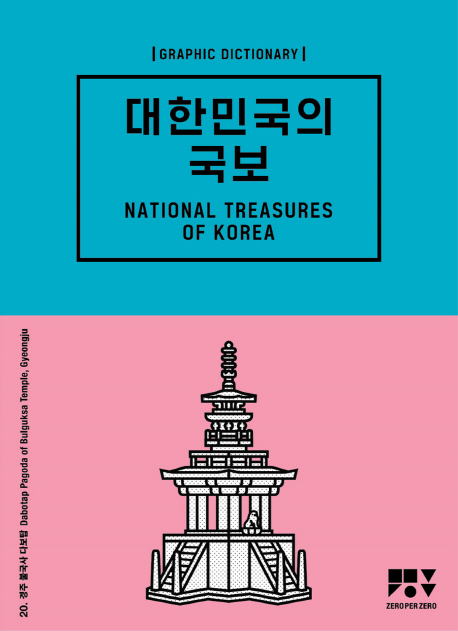 |GRAPHIC DICTIONARY|
대한민국의
국보
NATIONAL TREASURES
OF KOREA
20. 경주 불국사 다보탑 Dabotap Pagoda of Bulguksa Temple, Gyeongju
ZERO PER ZERO